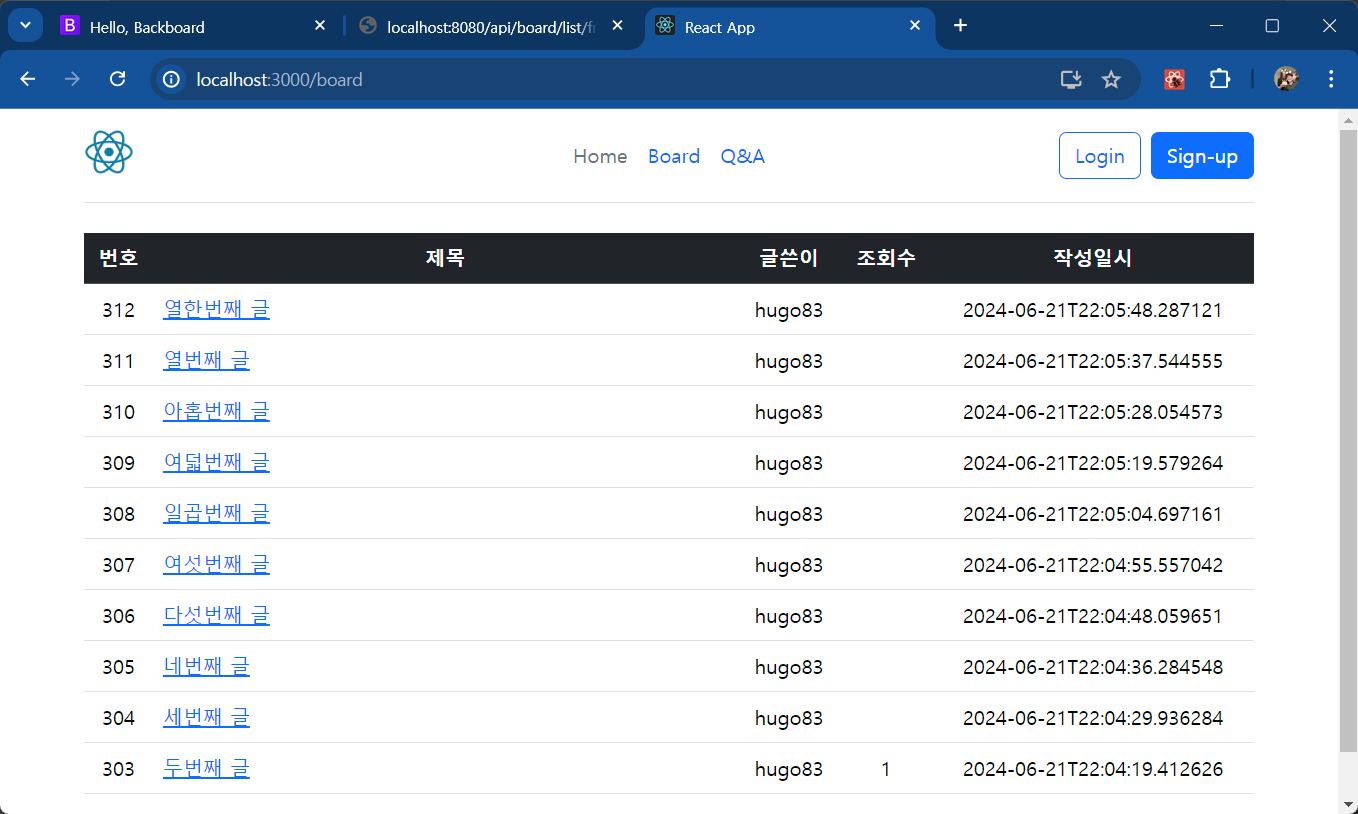 Hello, Backboard
localhost:8080/api/board/list/fr
React App
localhost:3000/board
Home Board Q&A Login Sign-up
번호 제목 글쓴이 조회수 작성일시
312 열한번째 글 hugo83 2024-06-21T22:05:48.287121
311 열번째 글 hugo83 2024-06-21T22:05:37.544555
310 아홉번째 글 hugo83 2024-06-21T22:05:28.054573
309 여덟번째 글 hugo83 2024-06-21T22:05:19.579264
308 일곱번째 글 hugo83 2024-06-21T22:05:04.697161
307 여섯번째 글 hugo83 2024-06-21T22:04:55.557042
306 다섯번째 글 hugo83 2024-06-21T22:04:48.059651
305 네번째 글 hugo83 2024-06-21T22:04:36.284548
304 세번째 글 hugo83 2024-06-21T22:04:29.936284
303 두번째 글 hugo83 1 2024-06-21T22:04:19.412626